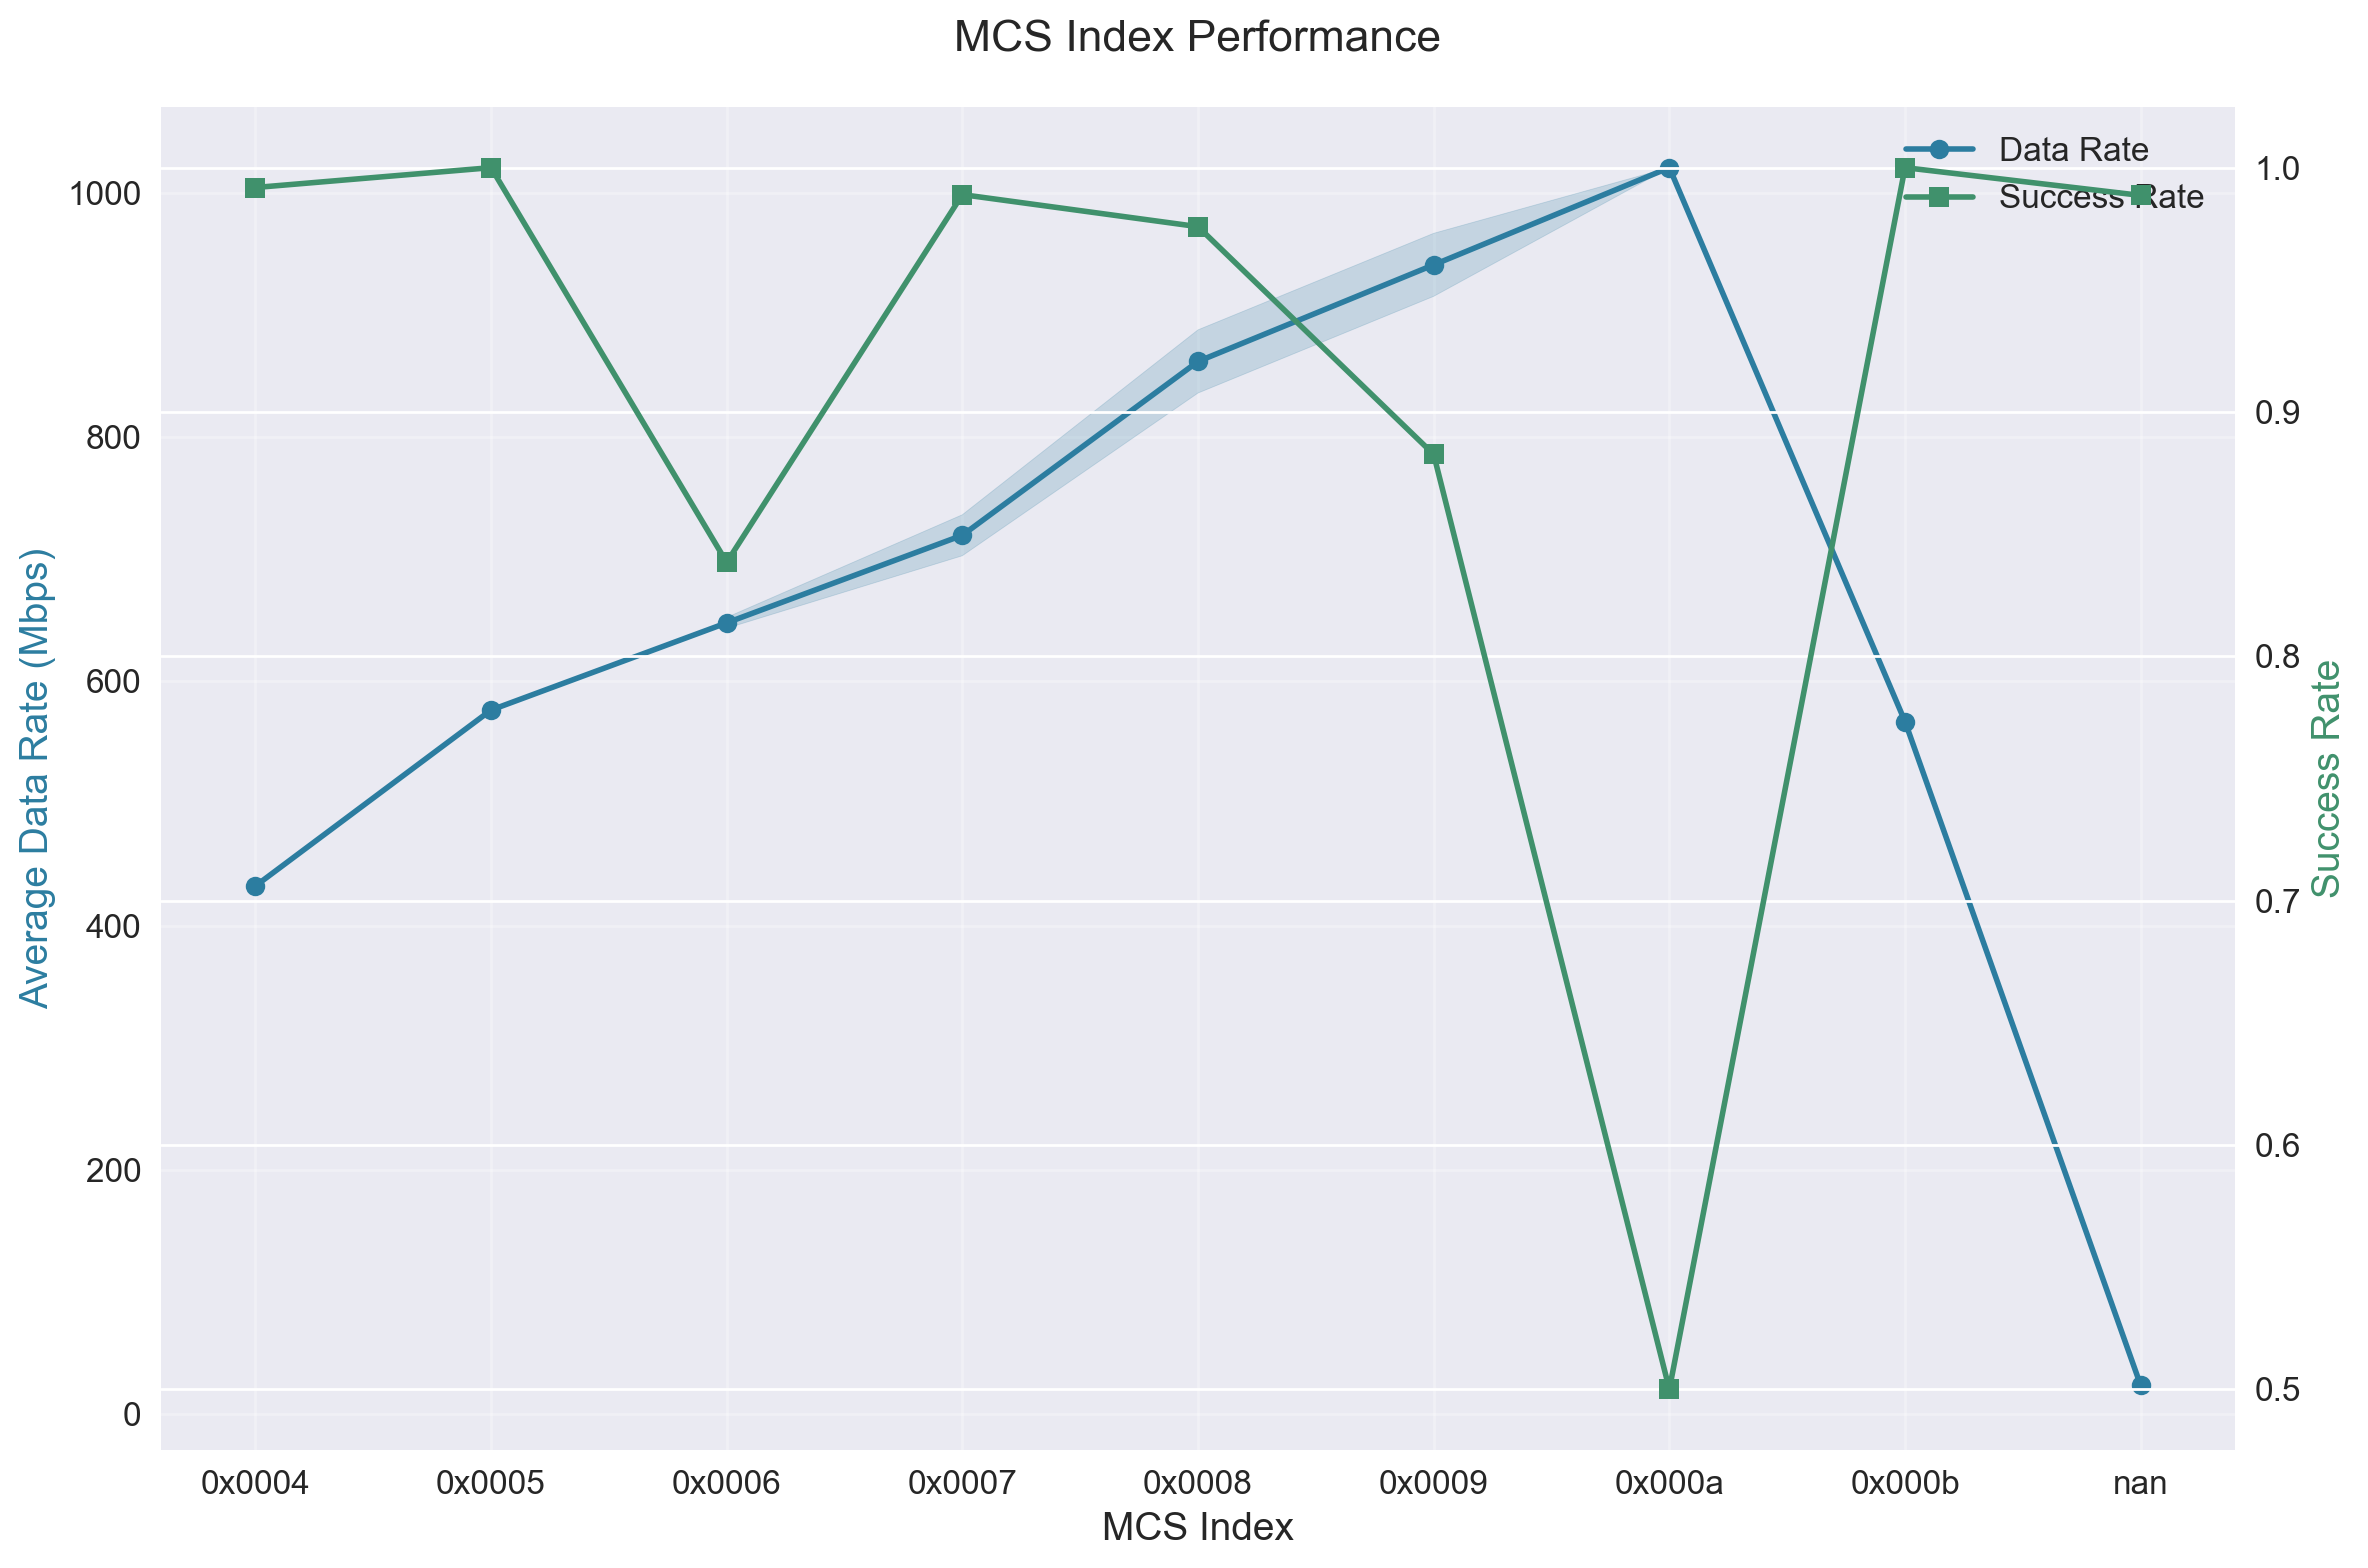 MCS Index Performance
Data Rate
Success Rate
1000
800
600
400
200
0
Average Data Rate (Mbps)
1.0
0.9
0.8
0.7
0.6
0.5
Success Rate
0x0004 0x0005 0x0006 0x0007 0x0008 0x0009 0x000a 0x000b nan
MCS Index